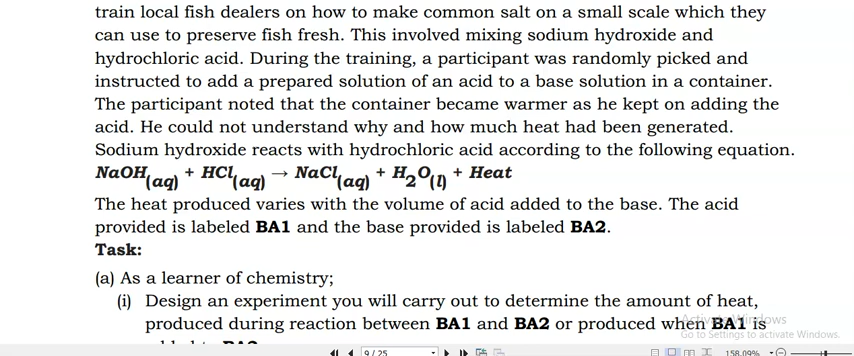 train local fish dealers on how to make common salt on a small scale which they
can use to preserve fish fresh. This involved mixing sodium hydroxide and
hydrochloric acid. During the training, a participant was randomly picked and
instructed to add a prepared solution of an acid to a base solution in a container.
The participant noted that the container became warmer as he kept on adding the
acid. He could not understand why and how much heat had been generated.
Sodium hydroxide reacts with hydrochloric acid according to the following equation.
NaOH(aq) + HCl(aq) → NaCl(aq) + H2O(l) + Heat
The heat produced varies with the volume of acid added to the base. The acid
provided is labeled BA1 and the base provided is labeled BA2.
Task:
(a) As a learner of chemistry;
(i) Design an experiment you will carry out to determine the amount of heat,
produced during reaction between BA1 and BA2 or produced when BA1 is
Activate Windows
Go to Settings to activate Windows.
9 / 25
158.09%